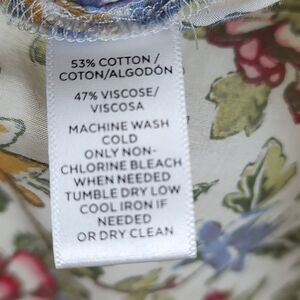 53% COTTON /
COTON/ALGODÓN
47% VISCOSE/
VISCOSA
MACHINE WASH
COLD
ONLY NON-
CHLORINE BLEACH
WHEN NEEDED
TUMBLE DRY LOW
COOL IRON IF
NEEDED
OR DRY CLEAN